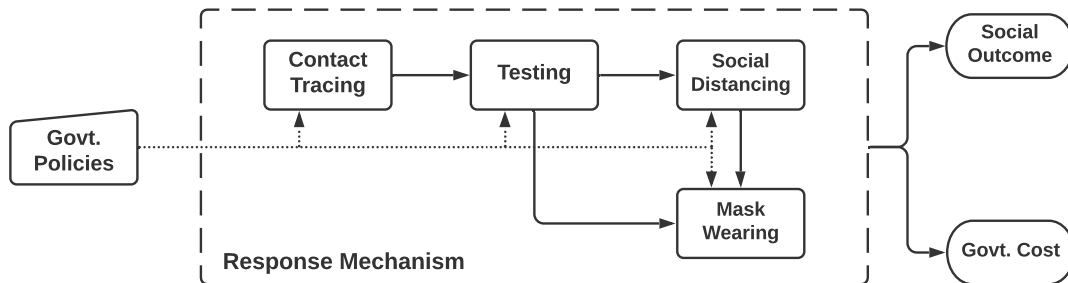 Govt.
Policies
Contact
Tracing
Testing
Social
Distancing
Mask
Wearing
Response Mechanism
Social
Outcome
Govt. Cost